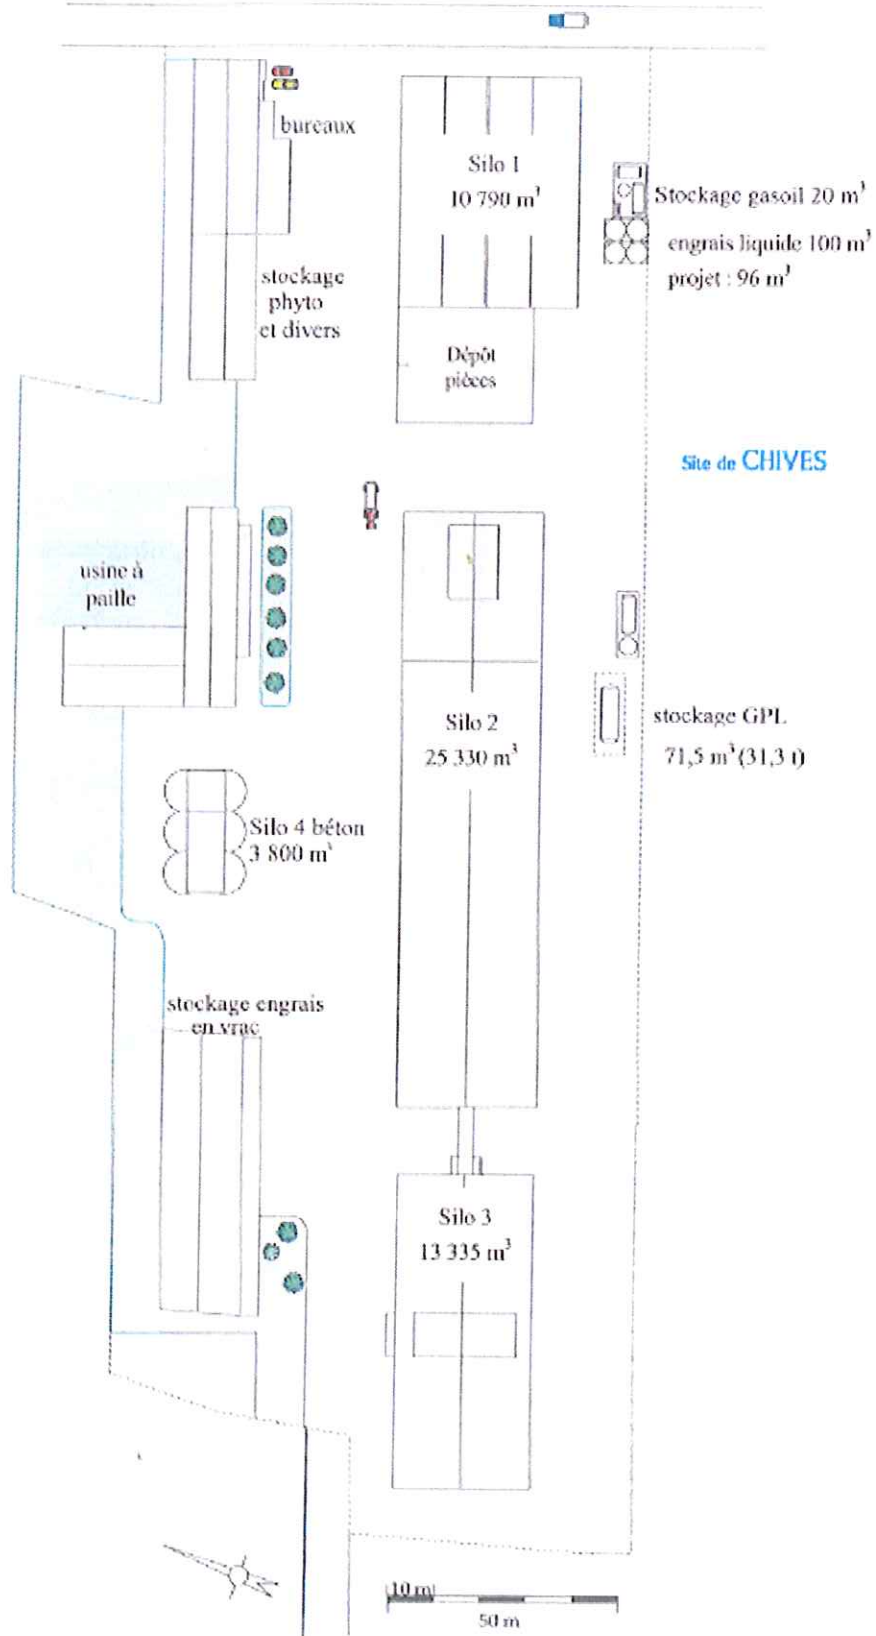 bureaux
Silo 1
10 790 m³
Stockage gasoil 20 m³
engrais liquide 100 m³
projet : 96 m³
stockage
phyto
et divers
Dépôt
pièces
Site de CHIVES
usine à
paille
Silo 2
25 330 m³
stockage GPL
71,5 m³ (31,3 t)
Silo 4 béton
3 800 m³
stockage engrais
en vrac
Silo 3
13 335 m³
10 m
50 m